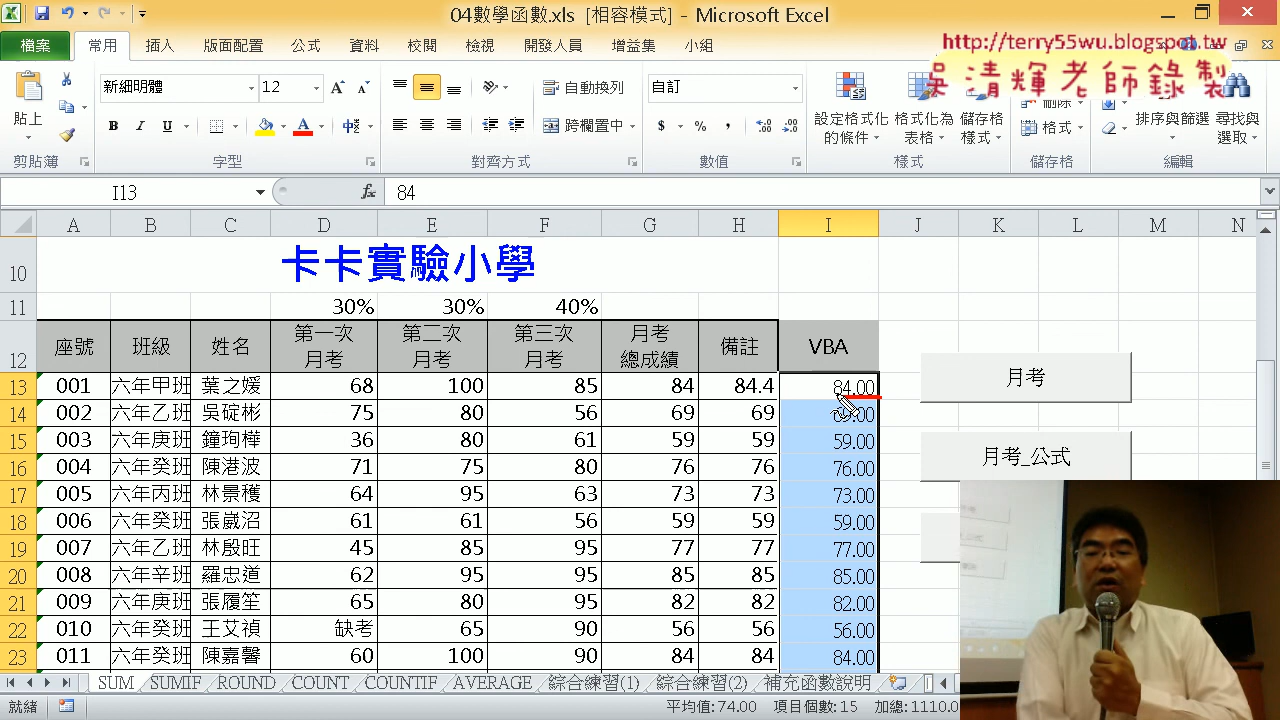 04數學函數.xls [相容模式] - Microsoft Excel
http://terry55wu.blogspot.tw
吳清輝老師錄製
檔案 常用 插入 版面配置 公式 資料 校閱 檢視 開發人員 增益集 小組
新細明體 12 自動換列 自訂
貼上 B I U 跨欄置中 $ % , 設定格式化的條件 格式化為表格 儲存格樣式 刪除 格式 排序與篩選 尋找與選取
剪貼簿 字型 對齊方式 數值 樣式 儲存格 編輯
I13 fx 84
A B C D E F G H I J K L M N
10 卡卡實驗小學
11 30% 30% 40%
12 座號 班級 姓名 第一次月考 第二次月考 第三次月考 月考總成績 備註 VBA
13 001 六年甲班 葉之媛 68 100 85 84 84.4 84.00 月考
14 002 六年乙班 吳碇彬 75 80 56 69 69
15 003 六年庚班 鐘珣樺 36 80 61 59 59 59.00
16 004 六年癸班 陳港波 71 75 80 76 76 76.00 月考_公式
17 005 六年丙班 林景穫 64 95 63 73 73 73.00
18 006 六年癸班 張崴沼 61 61 56 59 59 59.00
19 007 六年乙班 林殷旺 45 85 95 77 77 77.00
20 008 六年辛班 羅忠道 62 95 95 85 85 85.00
21 009 六年庚班 張履笙 65 80 95 82 82 82.00
22 010 六年癸班 王艾禎 缺考 65 90 56 56 56.00
23 011 六年癸班 陳嘉馨 60 100 90 84 84 84.00
SUM SUMIF ROUND COUNT COUNTIF AVERAGE 綜合練習(1) 綜合練習(2) 補充函數說明
就緒 平均值: 74.00 項目個數: 15 加總: 1110.0